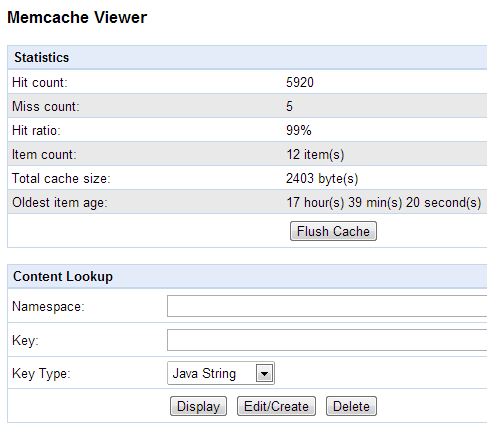 Memcache Viewer
Statistics
Hit count: 5920
Miss count: 5
Hit ratio: 99%
Item count: 12 item(s)
Total cache size: 2403 byte(s)
Oldest item age: 17 hour(s) 39 min(s) 20 second(s)
Flush Cache
Content Lookup
Namespace:
Key:
Key Type: Java String
Display Edit/Create Delete